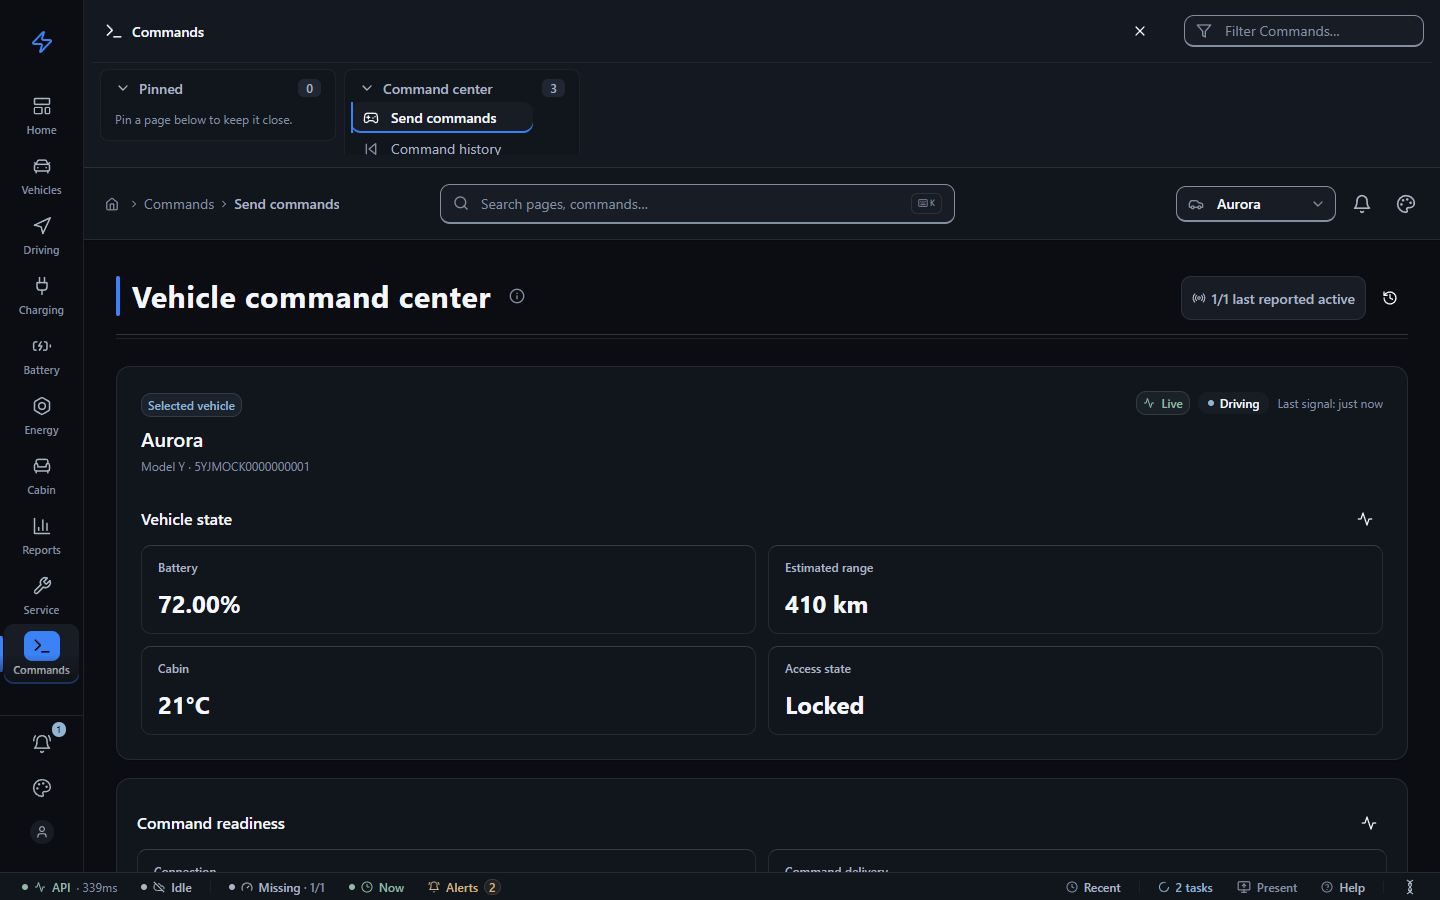 Commands
Filter Commands...
Pinned
0
Pin a page below to keep it close.
Command center
3
Send commands
Command history
Home
Vehicles
Driving
Charging
Battery
Energy
Cabin
Reports
Service
Commands
1
Commands
Send commands
Search pages, commands...
K
Aurora
Vehicle command center
1/1 last reported active
Selected vehicle
Live
Driving
Last signal: just now
Aurora
Model Y · 5YJMOCK0000000001
Vehicle state
Battery
72.00%
Estimated range
410 km
Cabin
21°C
Access state
Locked
Command readiness
Connection
Command delivery
API · 339ms
Idle
Missing · 1/1
Now
Alerts 2
Recent
2 tasks
Present
Help